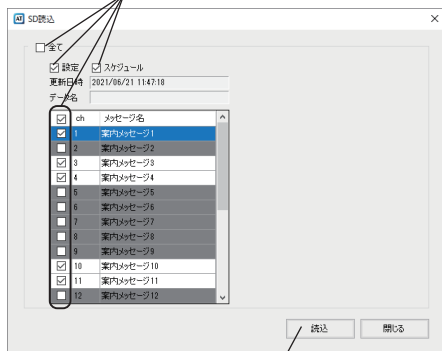 SD読込
全て
設定 スケジュール
更新日時 2021/06/21 11:47:18
データ名
ch メッセージ名
1 案内メッセージ1
2 案内メッセージ2
3 案内メッセージ3
4 案内メッセージ4
5 案内メッセージ5
6 案内メッセージ6
7 案内メッセージ7
8 案内メッセージ8
9 案内メッセージ9
10 案内メッセージ10
11 案内メッセージ11
12 案内メッセージ12
読込 閉じる